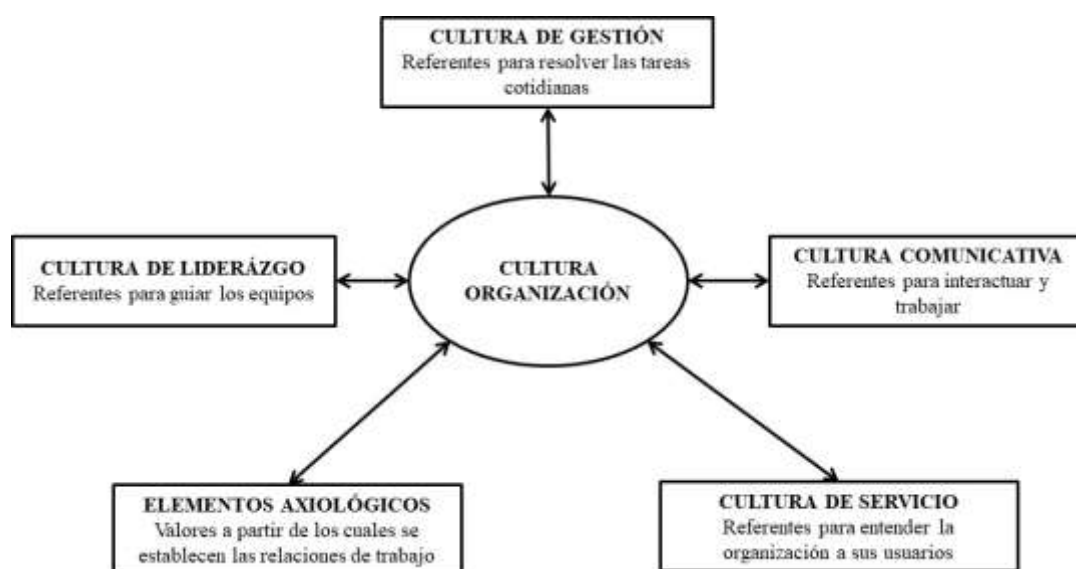 CULTURA DE GESTIÓN
Referentes para resolver las tareas
cotidianas
CULTURA DE LIDERÁZGO
Referentes para guiar los equipos
CULTURA
ORGANIZACIÓN
CULTURA COMUNICATIVA
Referentes para interactuar y
trabajar
ELEMENTOS AXIOLÓGICOS
Valores a partir de los cuales se
establecen las relaciones de trabajo
CULTURA DE SERVICIO
Referentes para entender la
organización a sus usuarios